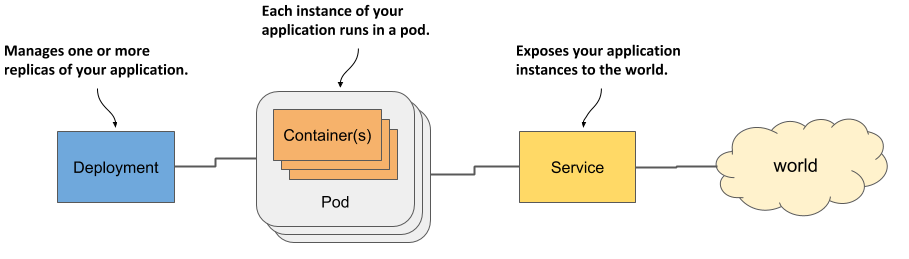 Each instance of your
application runs in a pod.
Manages one or more
replicas of your application.
Exposes your application
instances to the world.
Deployment
Container(s)
Pod
Service
world